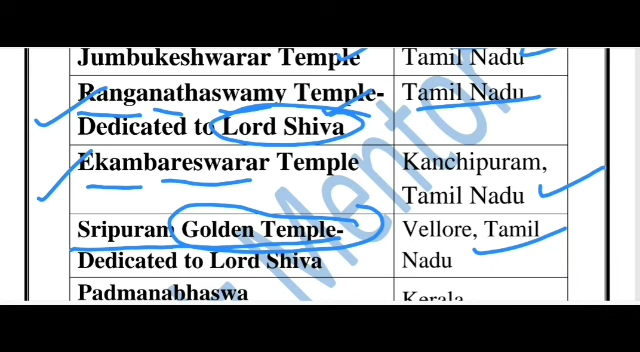 Jumbukeshwarar Temple Tamil Nadu
Ranganathaswamy Temple- Tamil Nadu
Dedicated to Lord Shiva
Ekambareswarar Temple Kanchipuram,
Tamil Nadu
Sripuram Golden Temple- Vellore, Tamil
Dedicated to Lord Shiva Nadu
Padmanabhaswa Kerala
Mentor